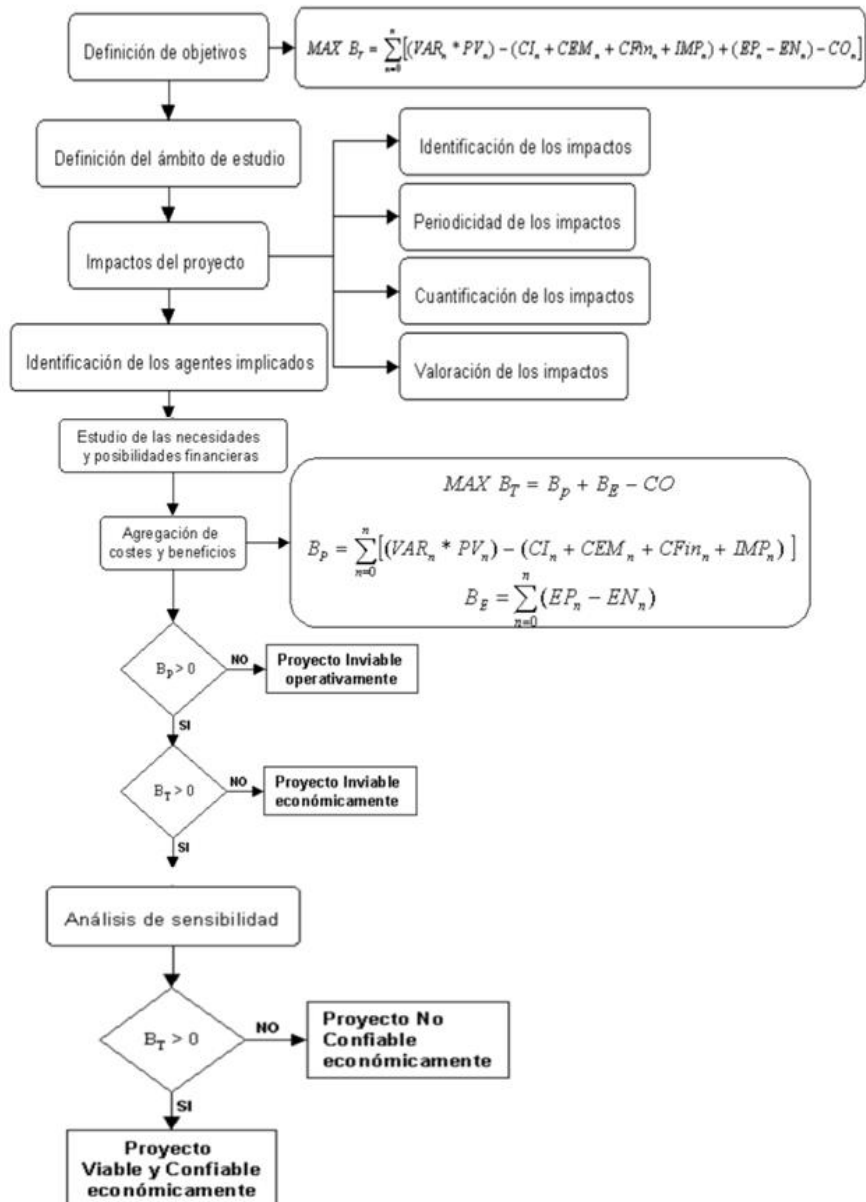 Definición de objetivos
MAX B_T = \sum_{n=0}^{n}[(VAR_n * PV_n) - (CI_n + CEM_n + CFin_n + IMP_n) + (EP_n - EN_n) - CO_n]
Definición del ámbito de estudio
Identificación de los impactos
Periodicidad de los impactos
Impactos del proyecto
Cuantificación de los impactos
Identificación de los agentes implicados
Valoración de los impactos
Estudio de las necesidades
y posibilidades financieras
MAX B_T = B_p + B_E - CO
Agregación de
costes y beneficios
B_P = \sum_{n=0}^{n}[(VAR_n * PV_n) - (CI_n + CEM_n + CFin_n + IMP_n) ]
B_E = \sum_{n=0}^{n}(EP_n - EN_n)
B_p > 0
NO
Proyecto Inviable
operativamente
SI
B_T > 0
NO
Proyecto Inviable
económicamente
SI
Análisis de sensibilidad
B_T > 0
NO
Proyecto No
Confiable
económicamente
SI
Proyecto
Viable y Confiable
económicamente